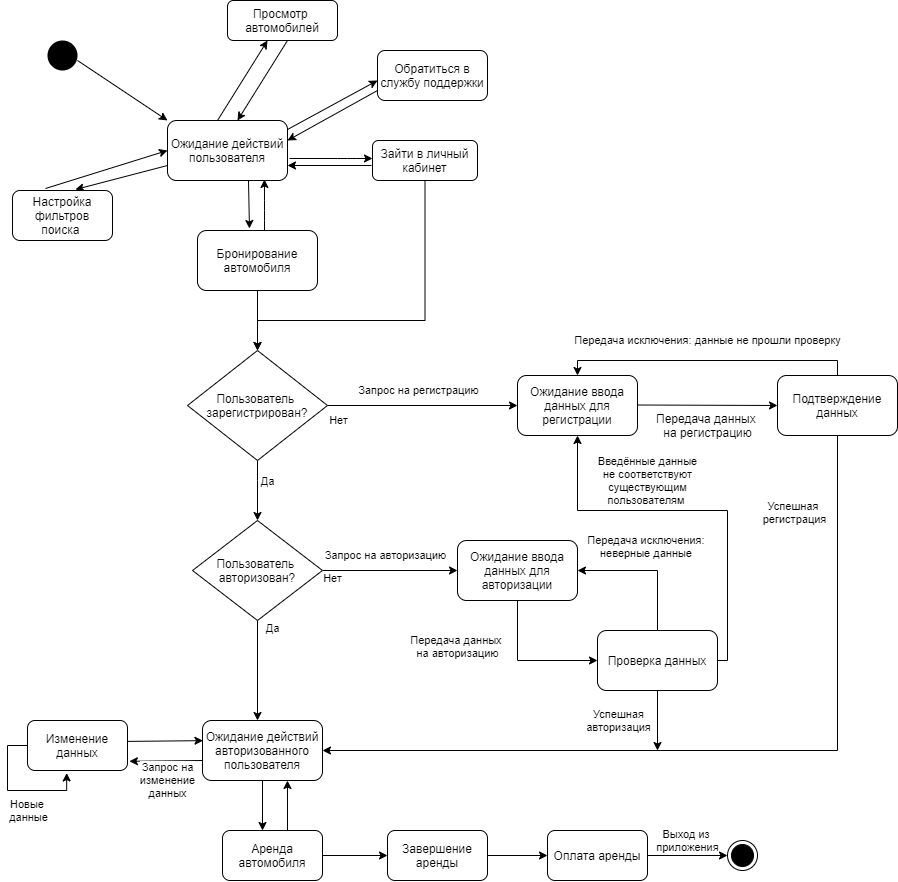 Просмотр
автомобилей
Обратиться в
службу поддержки
Ожидание действий
пользователя
Зайти в личный
кабинет
Настройка
фильтров
поиска
Бронирование
автомобиля
Передача исключения: данные не прошли проверку
Пользователь
зарегистрирован?
Запрос на регистрацию
Нет
Ожидание ввода
данных для
регистрации
Передача данных
на регистрацию
Подтверждение
данных
Да
Введённые данные
не соответствуют
существующим
пользователям
Успешная
регистрация
Пользователь
авторизован?
Запрос на авторизацию
Нет
Ожидание ввода
данных для
авторизации
Передача исключения:
неверные данные
Да
Передача данных
на авторизацию
Проверка данных
Успешная
авторизация
Изменение
данных
Ожидание действий
авторизованного
пользователя
Запрос на
изменение
данных
Новые
данные
Аренда
автомобиля
Завершение
аренды
Оплата аренды
Выход из
приложения